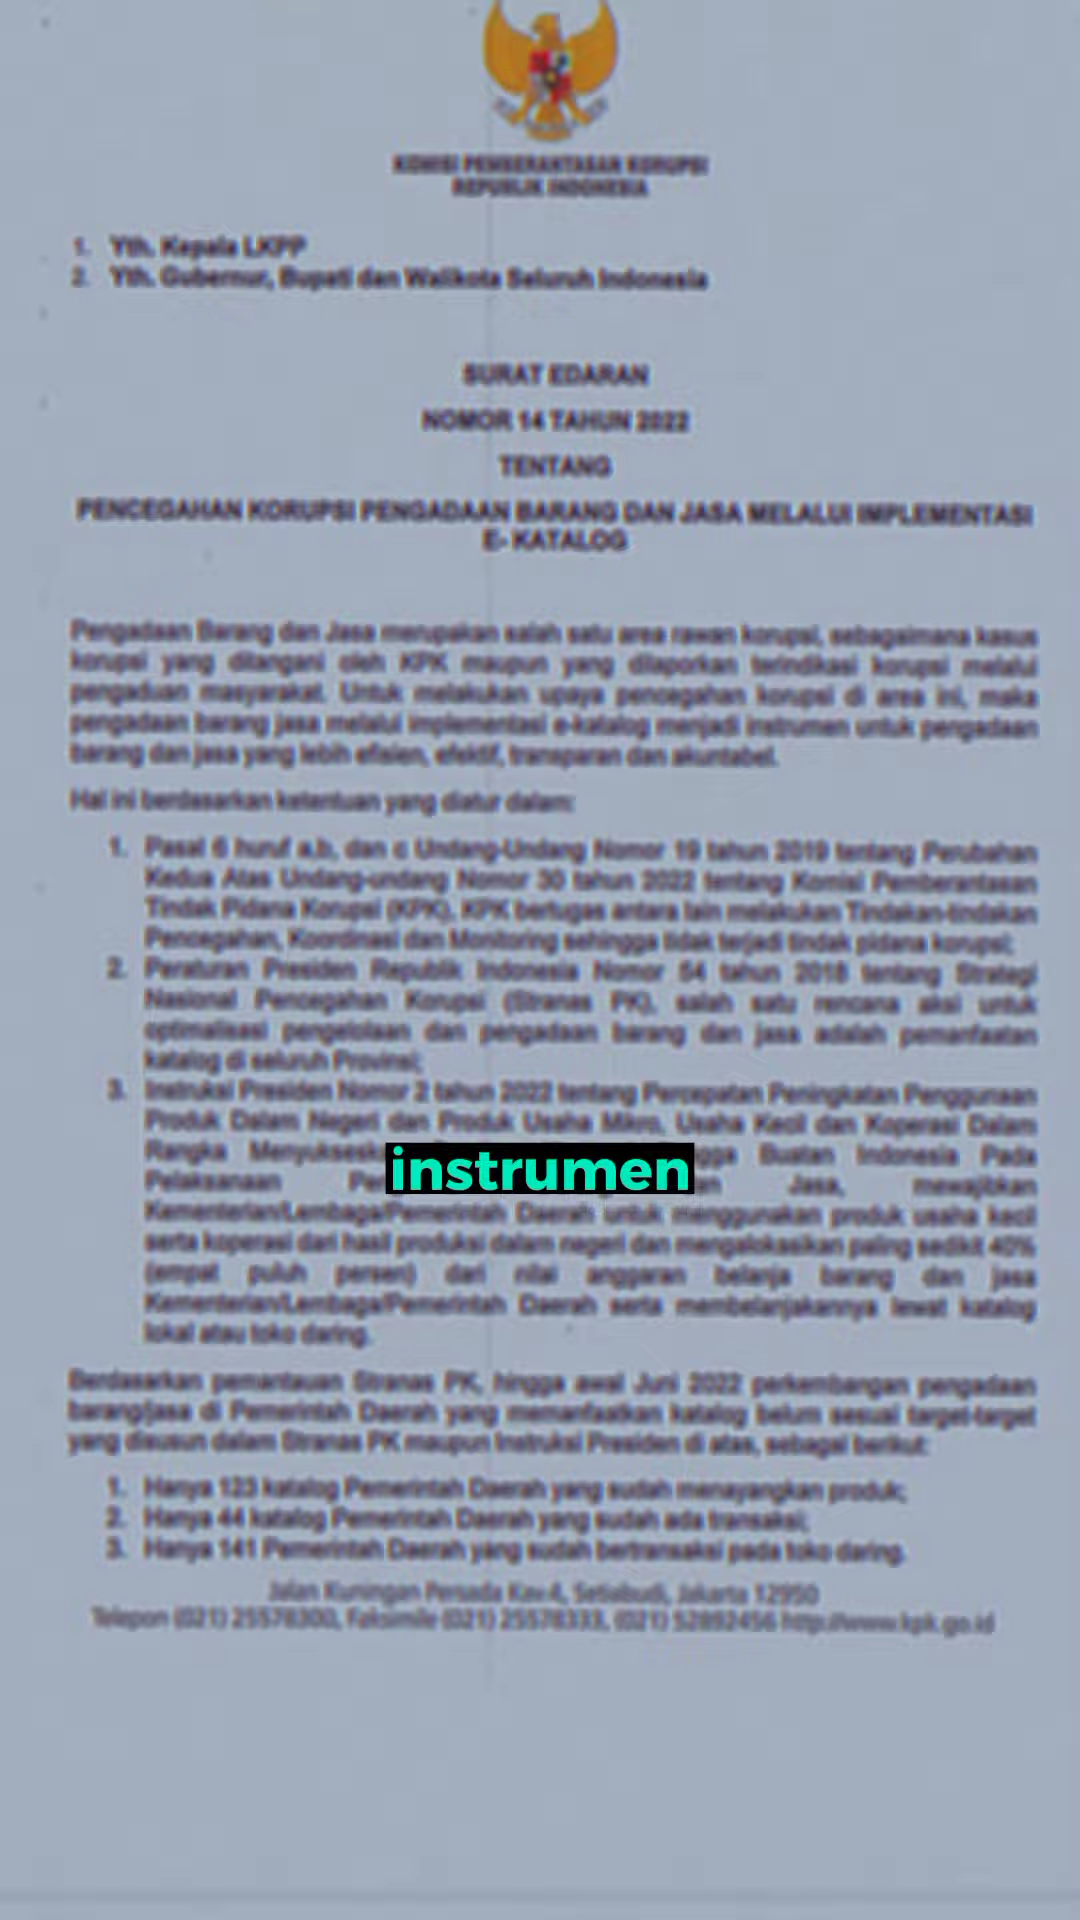 KOMISI PEMBERANTASAN KORUPSI
REPUBLIK INDONESIA
1. Yth. Kepala LKPP
2. Yth. Gubernur, Bupati dan Walikota Seluruh Indonesia
SURAT EDARAN
NOMOR 14 TAHUN 2022
TENTANG
PENCEGAHAN KORUPSI PENGADAAN BARANG DAN JASA MELALUI IMPLEMENTASI
E- KATALOG
Pengadaan Barang dan Jasa merupakan salah satu area rawan korupsi, sebagaimana kasus
korupsi yang ditangani oleh KPK maupun yang dilaporkan terindikasi korupsi melalui
pengaduan masyarakat. Untuk melakukan upaya pencegahan korupsi di area ini, maka
pengadaan barang jasa melalui implementasi e-katalog menjadi instrumen untuk pengadaan
barang dan jasa yang lebih efisien, efektif, transparan dan akuntabel.
Hal ini berdasarkan ketentuan yang diatur dalam:
1. Pasal 6 huruf a,b, dan c Undang-Undang Nomor 19 tahun 2019 tentang Perubahan
Kedua Atas Undang-undang Nomor 30 tahun 2022 tentang Komisi Pemberantasan
Tindak Pidana Korupsi (KPK), KPK bertugas antara lain melakukan Tindakan-tindakan
Pencegahan, Koordinasi dan Monitoring sehingga tidak terjadi tindak pidana korupsi;
2. Peraturan Presiden Republik Indonesia Nomor 54 tahun 2018 tentang Strategi
Nasional Pencegahan Korupsi (Stranas PK), salah satu rencana aksi untuk
optimalisasi pengelolaan dan pengadaan barang dan jasa adalah pemanfaatan
katalog di seluruh Provinsi;
3. Instruksi Presiden Nomor 2 tahun 2022 tentang Percepatan Peningkatan Penggunaan
Produk Dalam Negeri dan Produk Usaha Mikro, Usaha Kecil dan Koperasi Dalam
Rangka Buatan Indonesia Pada
instrumen
Pelaksanaan Jasa, mewajibkan
Kementerian/Lembaga/Pemerintah Daerah untuk menggunakan produk usaha kecil
serta koperasi dari hasil produksi dalam negeri dan mengalokasikan paling sedikit 40%
(empat puluh persen) dari nilai anggaran belanja barang dan jasa
Kementerian/Lembaga/Pemerintah Daerah serta membelanjakannya lewat katalog
lokal atau toko daring.
Berdasarkan pemantauan Stranas PK, hingga awal Juni 2022 perkembangan pengadaan
barang/jasa di Pemerintah Daerah yang memanfaatkan katalog belum sesuai target-target
yang disusun dalam Stranas PK maupun Instruksi Presiden di atas, sebagai berikut:
1. Hanya 123 katalog Pemerintah Daerah yang sudah menayangkan produk;
2. Hanya 44 katalog Pemerintah Daerah yang sudah ada transaksi;
3. Hanya 141 Pemerintah Daerah yang sudah bertransaksi pada toko daring.
Jalan Kuningan Persada Kav.4, Setiabudi, Jakarta 12950
Telepon (021) 25578300, Faksimile (021) 25578333, (021) 52892456 http://www.kpk.go.id